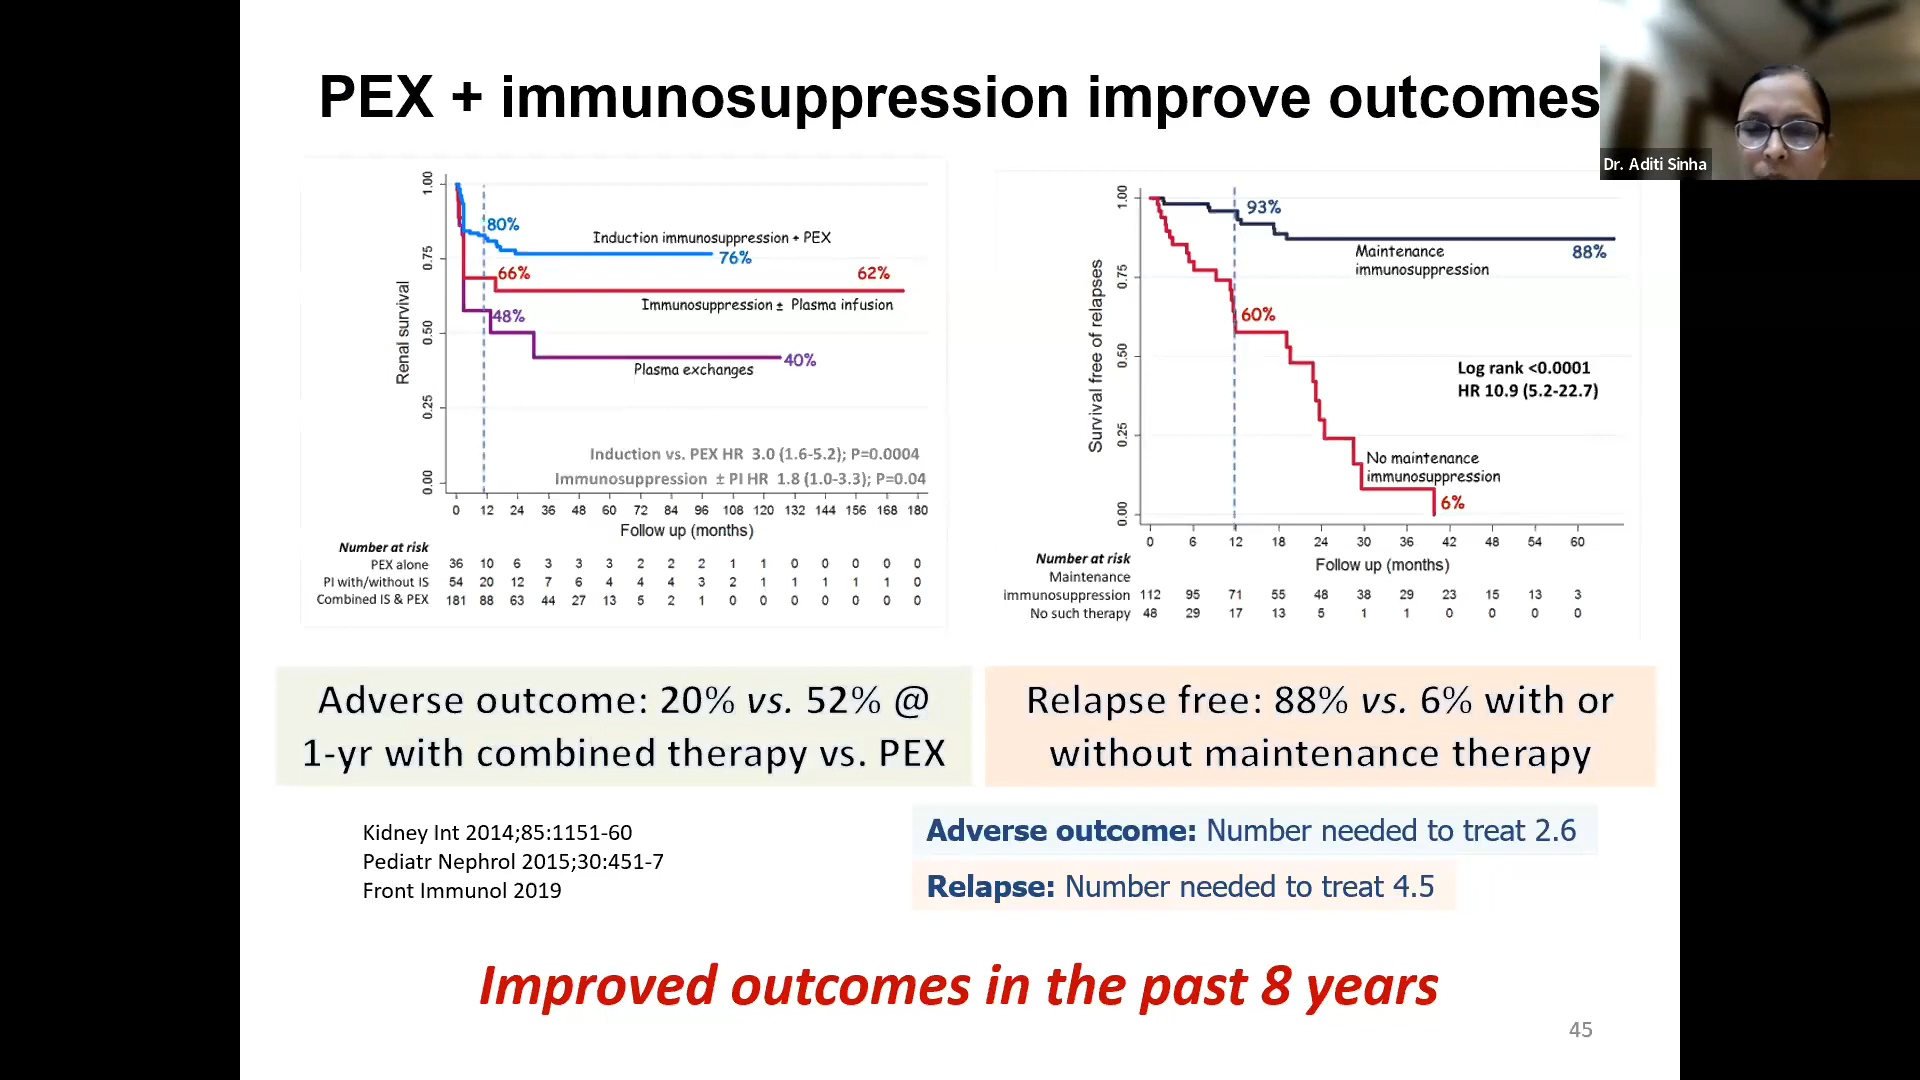 PEX + immunosuppression improve outcomes
Dr. Aditi Sinha
Renal survival
1.00
0.75
0.50
0.25
0.00
80%
Induction immunosuppression + PEX
76%
66%
62%
Immunosuppression ± Plasma infusion
48%
40%
Plasma exchanges
Induction vs. PEX HR 3.0 (1.6-5.2); P=0.0004
Immunosuppression ± PI HR 1.8 (1.0-3.3); P=0.04
0 12 24 36 48 60 72 84 96 108 120 132 144 156 168 180
Follow up (months)
Number at risk
PEX alone 36 10 6 3 3 3 2 2 2 1 1 0 0 0 0 0
PI with/without IS 54 20 12 7 6 4 4 4 3 2 1 1 1 1 1 0
Combined IS & PEX 181 88 63 44 27 13 5 2 1 0 0 0 0 0 0 0
Survival free of relapses
1.00
0.75
0.50
0.25
0.00
93%
Maintenance
immunosuppression
88%
60%
Log rank <0.0001
HR 10.9 (5.2-22.7)
No maintenance
immunosuppression
6%
0 6 12 18 24 30 36 42 48 54 60
Follow up (months)
Number at risk
Maintenance
immunosuppression 112 95 71 55 48 38 29 23 15 13 3
No such therapy 48 29 17 13 5 1 1 0 0 0 0
Adverse outcome: 20% vs. 52% @
1-yr with combined therapy vs. PEX
Relapse free: 88% vs. 6% with or
without maintenance therapy
Kidney Int 2014;85:1151-60
Pediatr Nephrol 2015;30:451-7
Front Immunol 2019
Adverse outcome: Number needed to treat 2.6
Relapse: Number needed to treat 4.5
Improved outcomes in the past 8 years
45